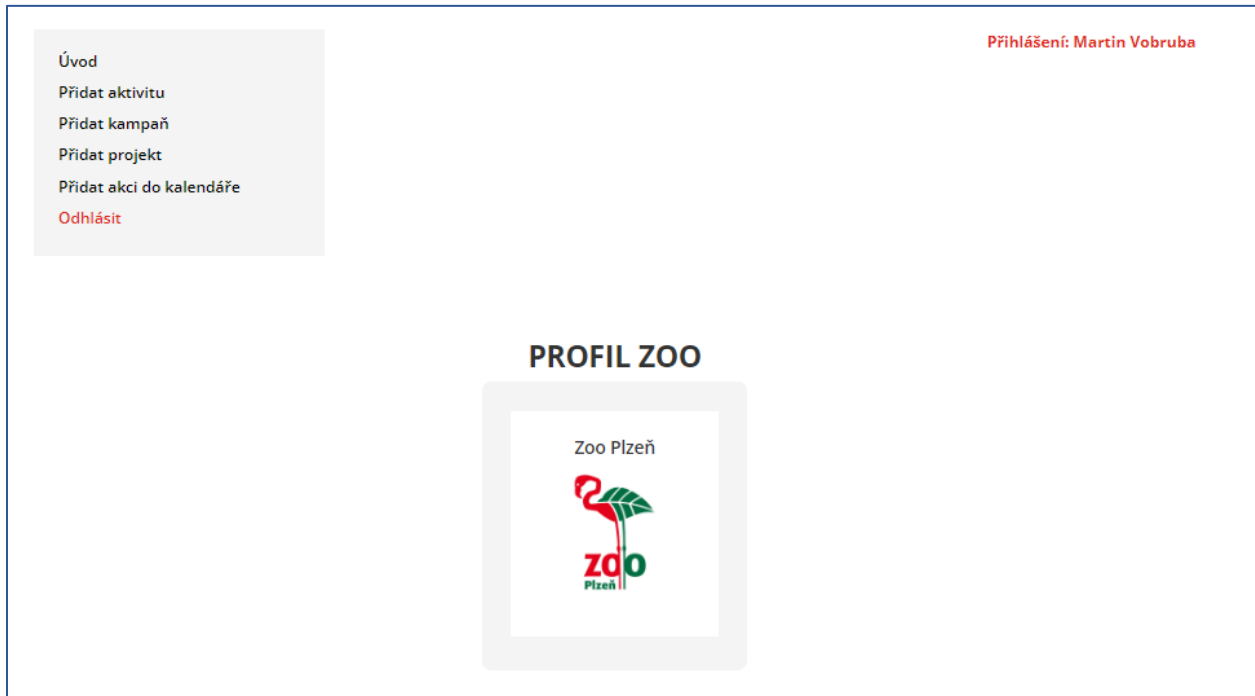 Úvod
Přidat aktivitu
Přidat kampaň
Přidat projekt
Přidat akci do kalendáře
Odhlásit
Přihlášení: Martin Vobruba
PROFIL ZOO
Zoo Plzeň
ZOO
Plzeň